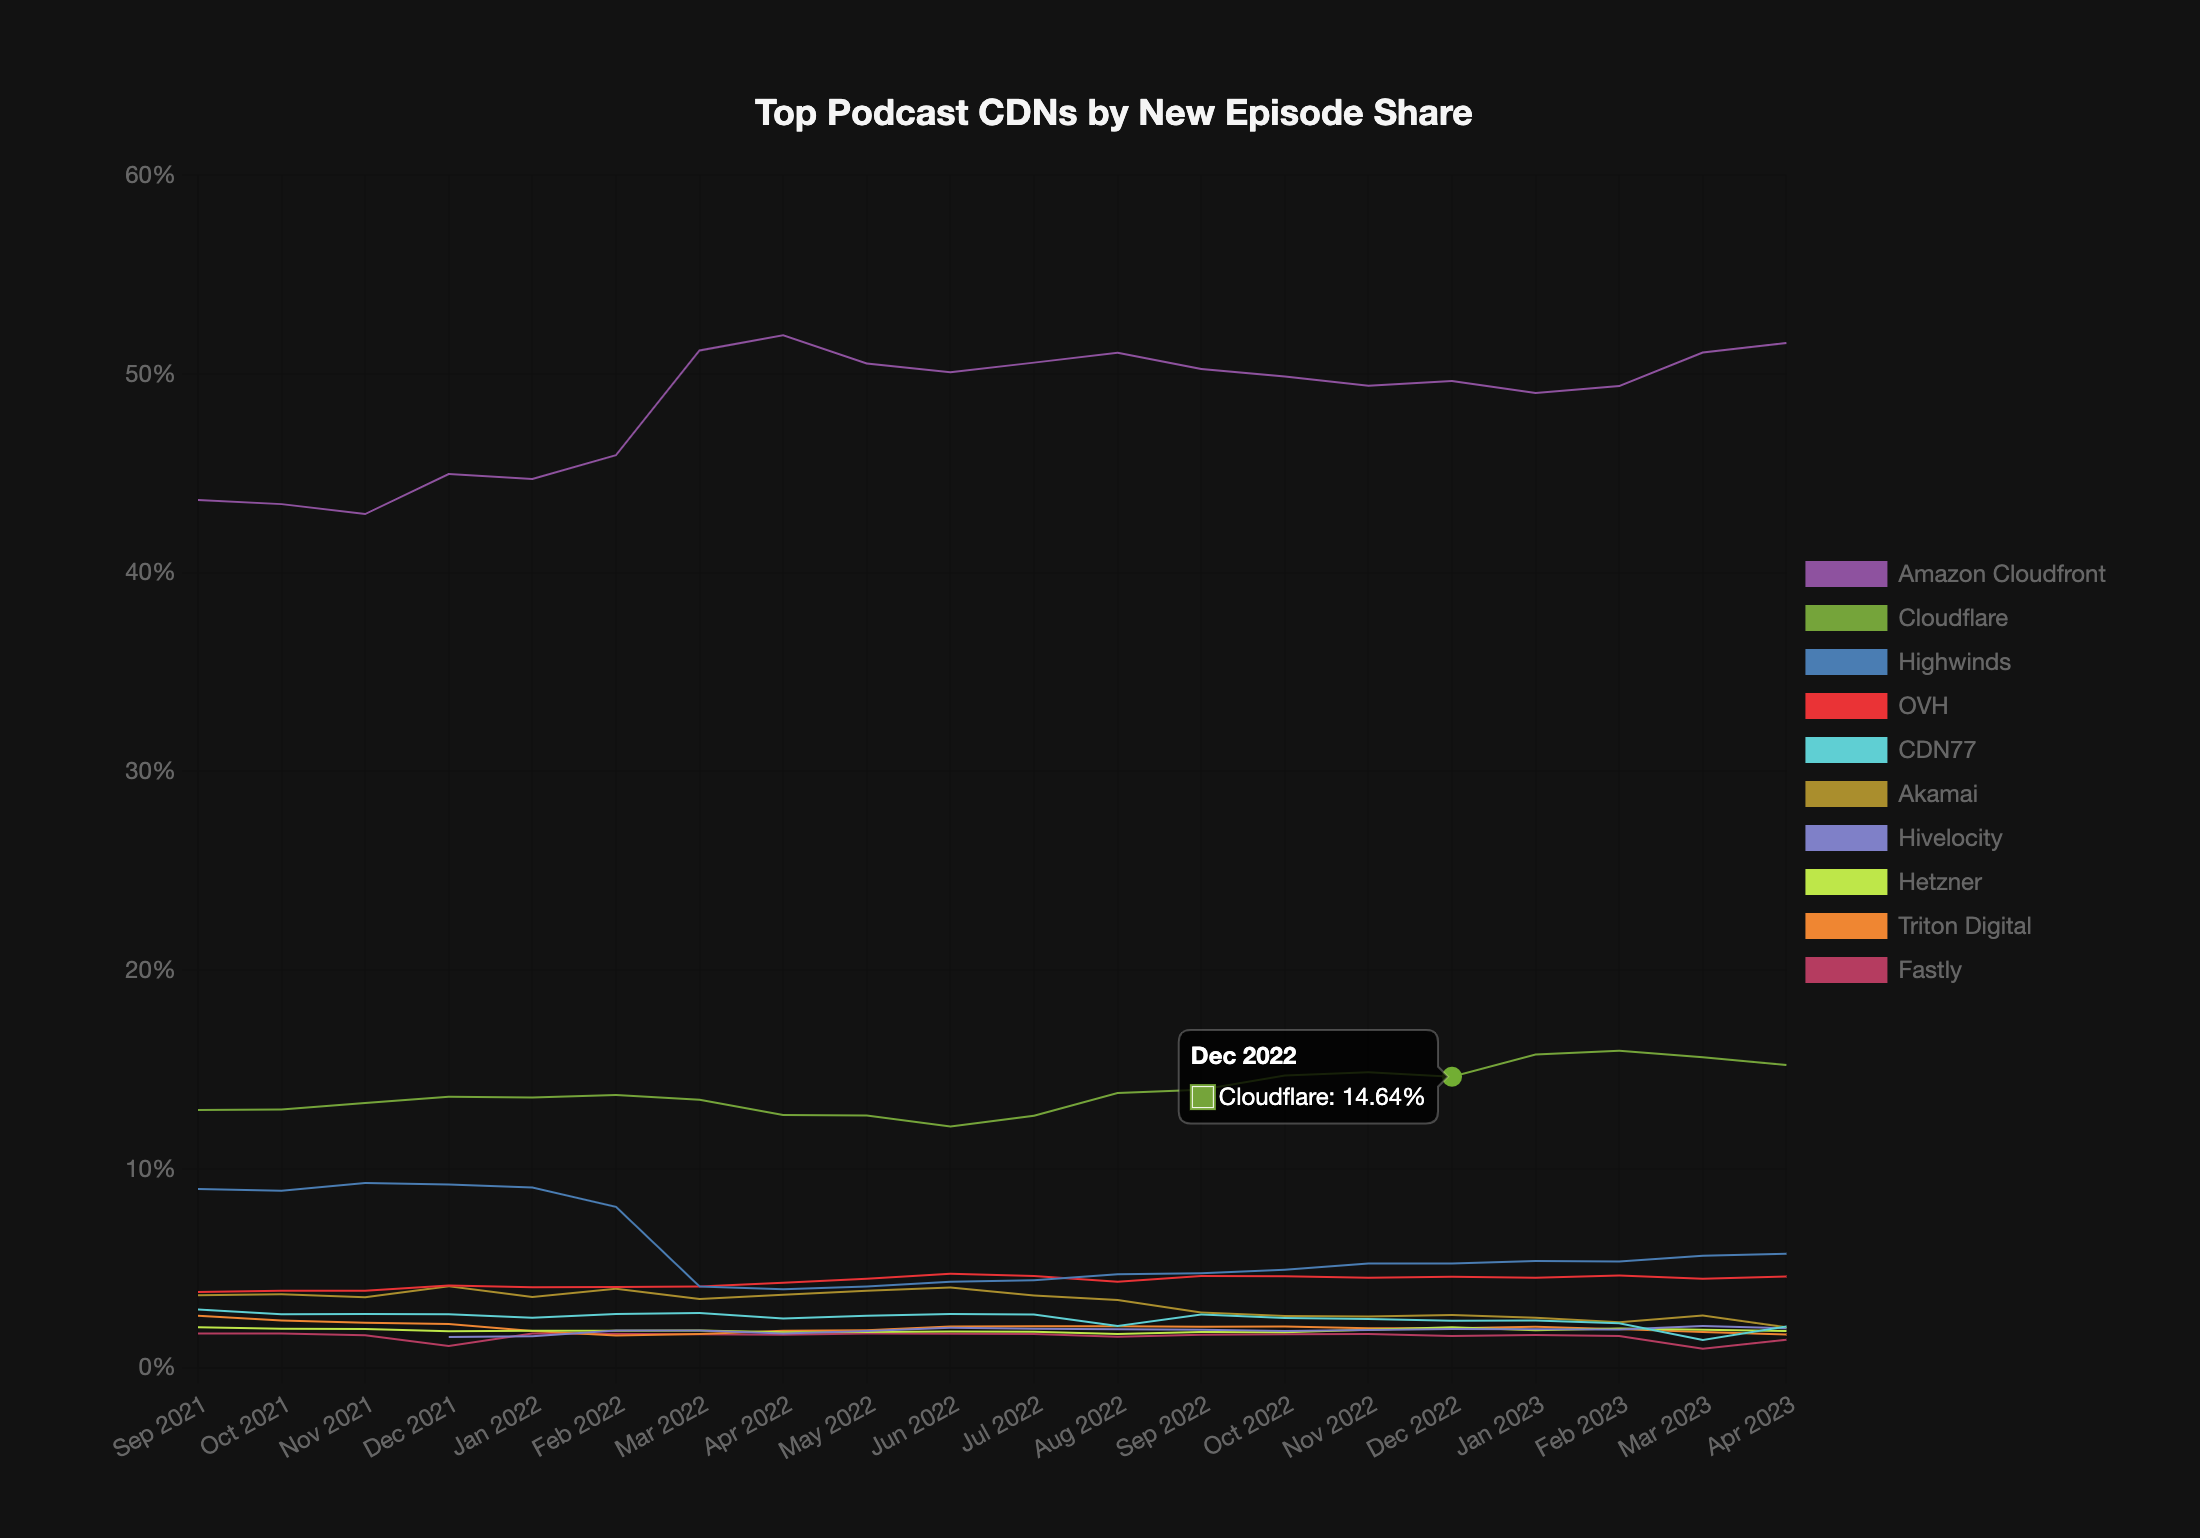 Top Podcast CDNs by New Episode Share
60%
50%
40%
30%
20%
10%
0%
Amazon Cloudfront
Cloudflare
Highwinds
OVH
CDN77
Akamai
Hivelocity
Hetzner
Triton Digital
Fastly
Dec 2022
Cloudflare: 14.64%
Sep 2021
Oct 2021
Nov 2021
Dec 2021
Jan 2022
Feb 2022
Mar 2022
Apr 2022
May 2022
Jun 2022
Jul 2022
Aug 2022
Sep 2022
Oct 2022
Nov 2022
Dec 2022
Jan 2023
Feb 2023
Mar 2023
Apr 2023